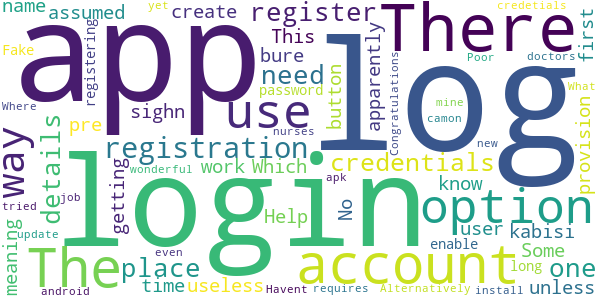 name assumed create register There first
yet credetials
Fake registering This apparently Poor doctors
Where app need button Congratulations log What
way sighn bure use password mine
pre nurses camon new provision
details registration credentials
getting wonderful work Which No know option
tried job login apk user kabisi
meaning update even Help enable Some
The place account long one
time useless unless
android Havent requires Alternatively install